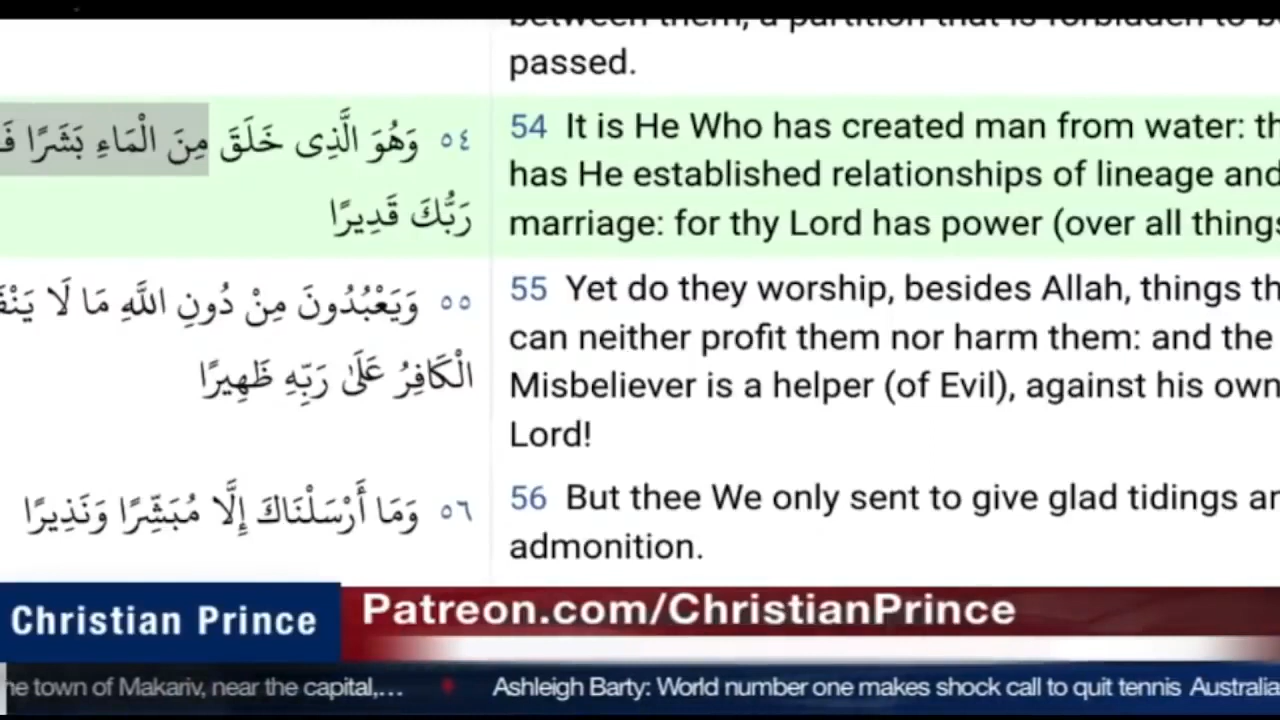 passed.
٥٤ وَهُوَ الَّذِى خَلَقَ مِنَ الْمَاءِ بَشَرًا فَ
رَبُّكَ قَدِيرًا
54 It is He Who has created man from water: th
has He established relationships of lineage and
marriage: for thy Lord has power (over all things
٥٥ وَيَعْبُدُونَ مِنْ دُونِ اللَّهِ مَا لَا
الْكَافِرُ عَلَىٰ رَبِّهِ ظَهِيرًا
55 Yet do they worship, besides Allah, things th
can neither profit them nor harm them: and the
Misbeliever is a helper (of Evil), against his own
Lord!
٥٦ وَمَا أَرْسَلْنَاكَ إِلَّا مُبَشِّرًا وَنَذِيرًا
56 But thee We only sent to give glad tidings an
admonition.
Christian Prince
Patreon.com/ChristianPrince
he town of Makariv, near the capital,...
Ashleigh Barty: World number one makes shock call to quit tennis Australia